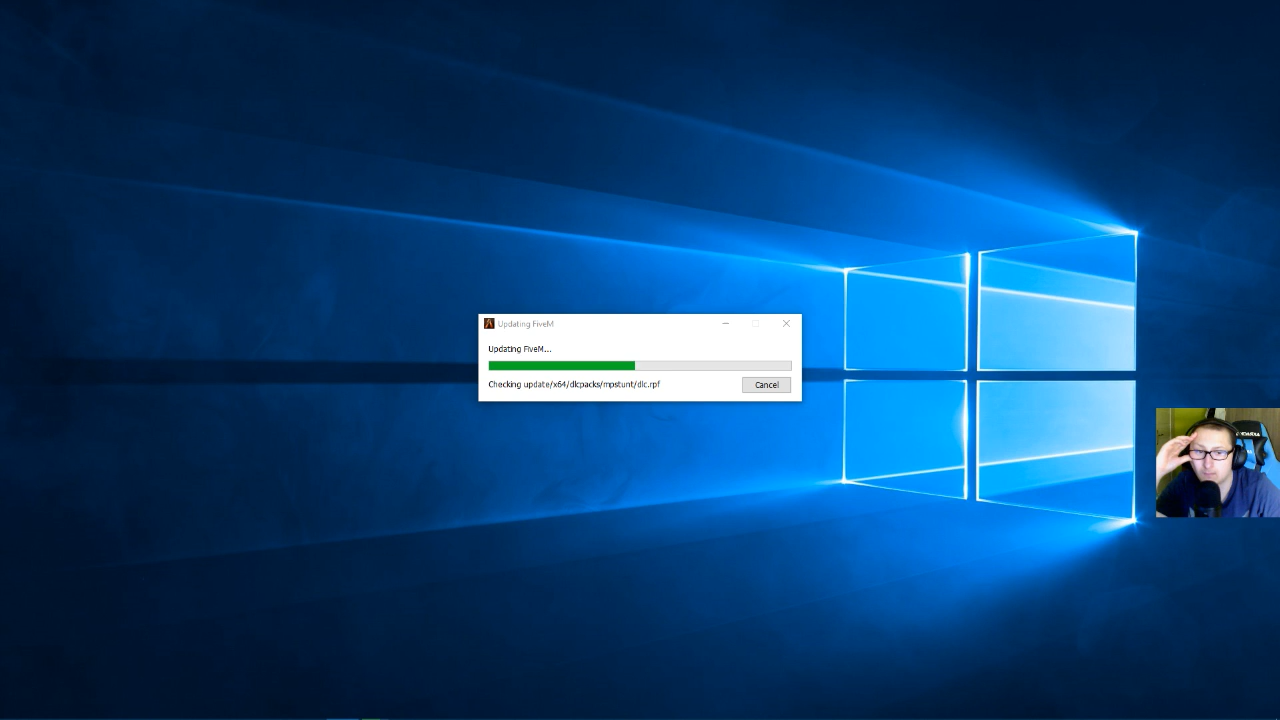 Updating FiveM
Updating FiveM...
Checking update/x64/dlcpacks/mpstunt/dlc.rpf
Cancel